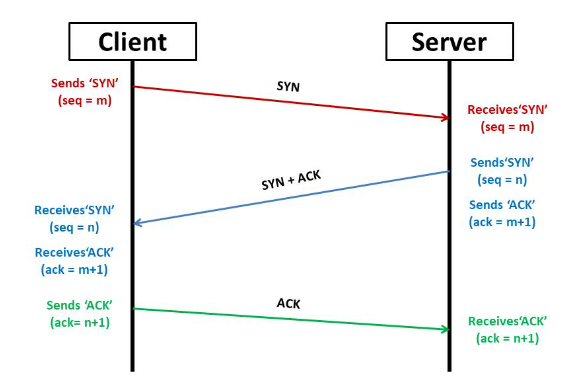 Client
Server
Sends ‘SYN’
(seq = m)
SYN
Receives‘SYN’
(seq = m)
Sends‘SYN’
(seq = n)
SYN + ACK
Sends ‘ACK’
(ack = m+1)
Receives‘SYN’
(seq = n)
Receives‘ACK’
(ack = m+1)
Sends ‘ACK’
(ack= n+1)
ACK
Receives‘ACK’
(ack = n+1)